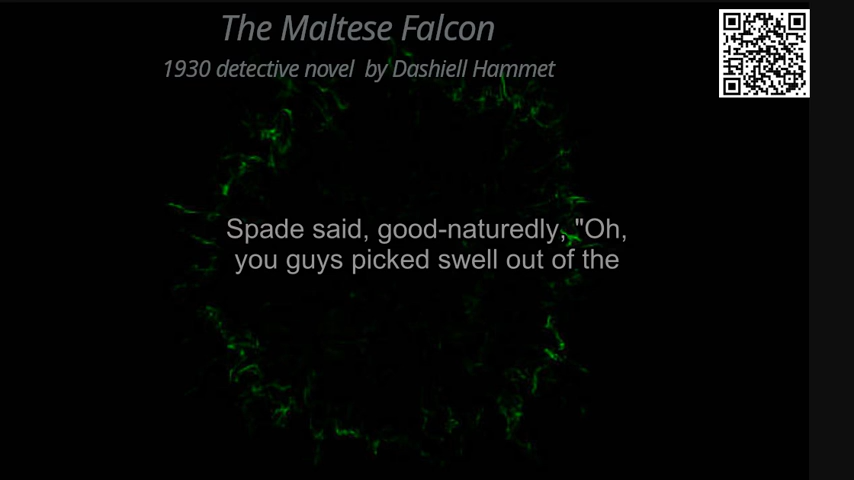 The Maltese Falcon
1930 detective novel by Dashiell Hammet
Spade said, good-naturedly, "Oh,
you guys picked swell out of the